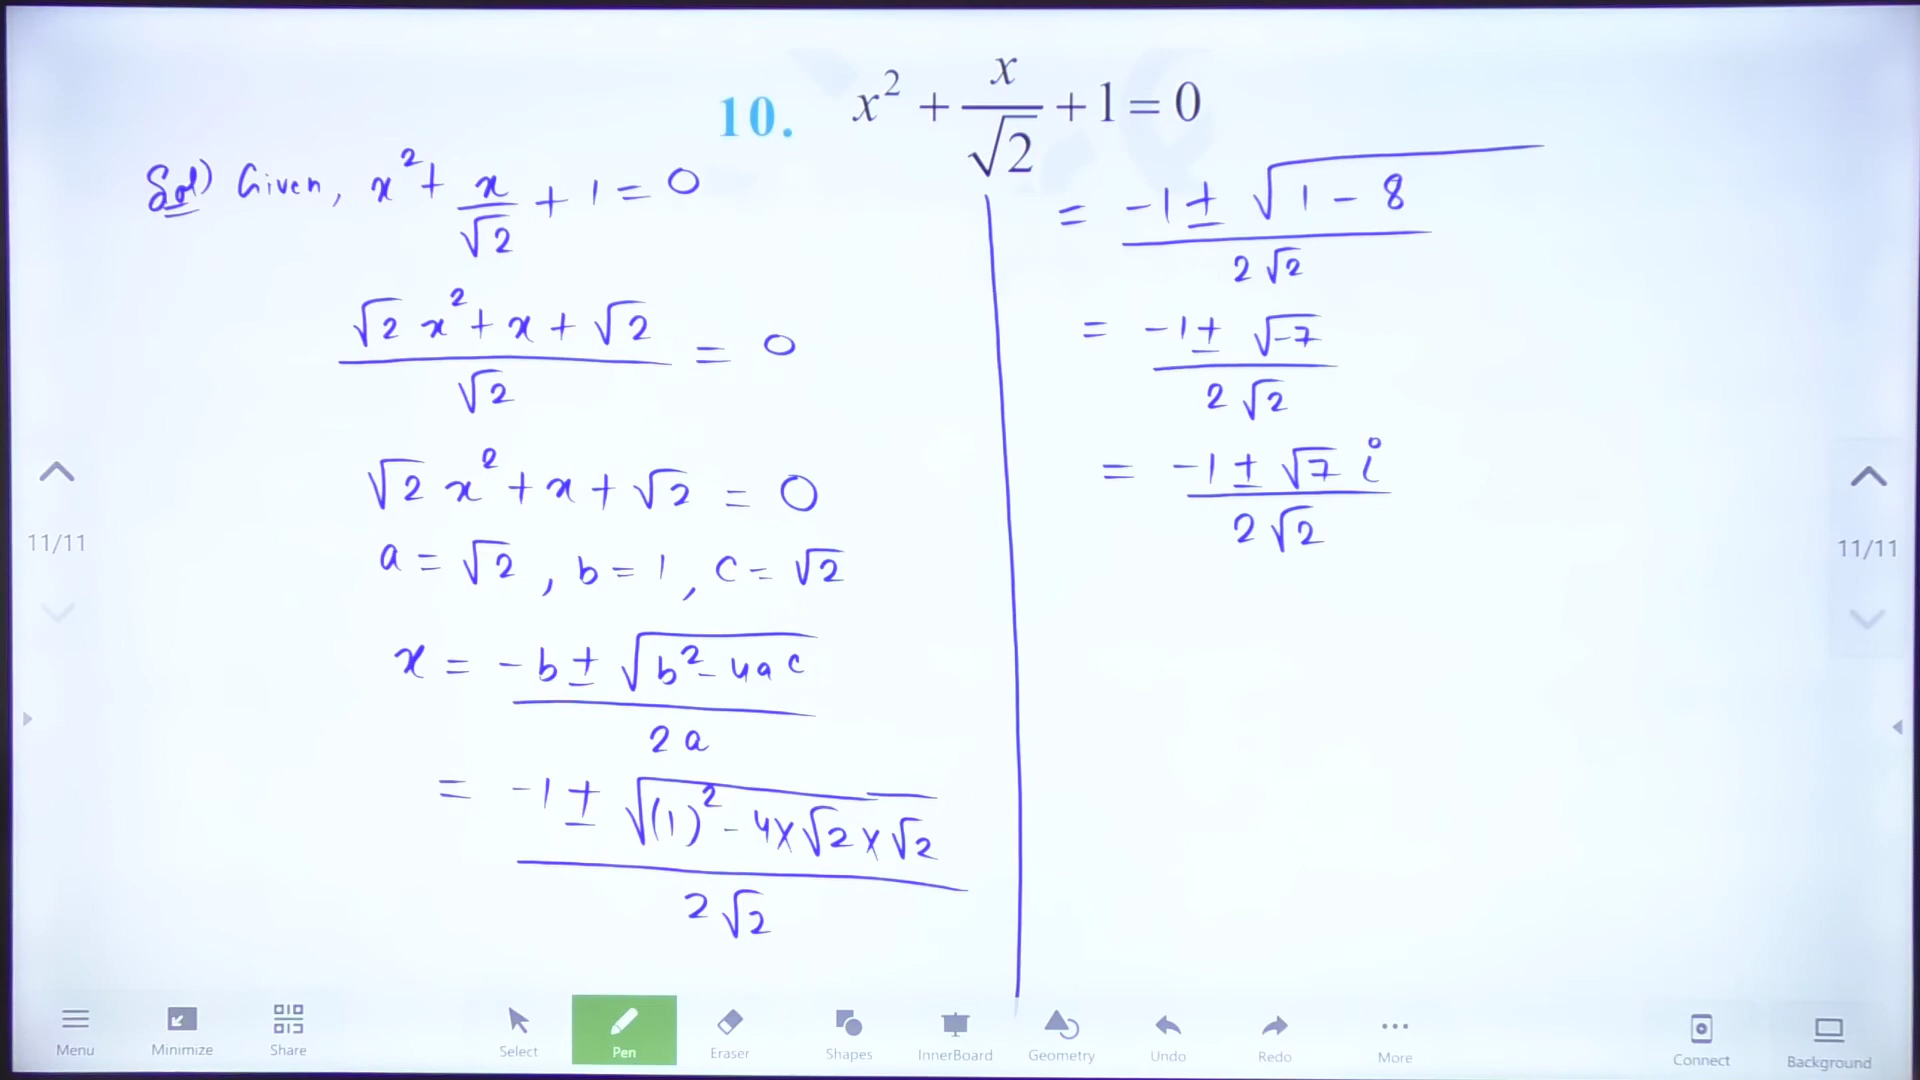 10. x² + x/√2 + 1 = 0
Sol) Given, x² + x/√2 + 1 = 0
(√2 x² + x + √2)/√2 = 0
√2 x² + x + √2 = 0
a = √2, b = 1, c = √2
x = (-b ± √(b² - 4ac))/2a
= (-1 ± √((1)² - 4×√2×√2))/2√2
= (-1 ± √(1 - 8))/2√2
= (-1 ± √-7)/2√2
= (-1 ± √7 i)/2√2
11/11
11/11
Menu Minimize Share Select Pen Eraser Shapes InnerBoard Geometry Undo Redo More Connect Background